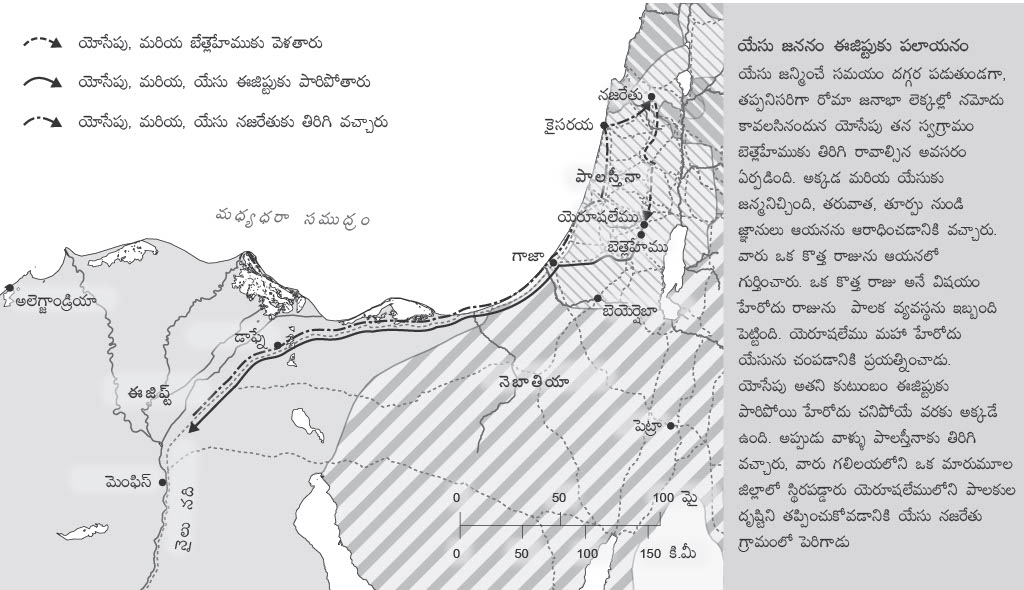 యోసేపు, మరియ బేత్లెహేముకు వెళతారు
యోసేపు, మరియ, యేసు ఈజిప్టుకు పారిపోతారు
యోసేపు, మరియ, యేసు నజరేతుకు తిరిగి వచ్చారు
నజరేతు
కైసరయ
పాలస్తీనా
యెరూషలేము
బెత్లెహేము
మధ్యధరా సముద్రం
గాజా
బెయెర్షెబా
అలెగ్జాండ్రియా
డాఫ్నే
నెబాతియా
ఈజిప్ట్
పెట్రా
మెంఫిస్
నైలు నది
0 50 100 మై
0 50 100 150 కి.మీ
యేసు జననం ఈజిప్టుకు పలాయనం
యేసు జన్మించే సమయం దగ్గర పడుతుండగా,
తప్పనిసరిగా రోమా జనాభా లెక్కల్లో నమోదు
కావలసినందున యోసేపు తన స్వగ్రామం
బెత్లెహేముకు తిరిగి రావాల్సిన అవసరం
ఏర్పడింది. అక్కడ మరియ యేసుకు
జన్మనిచ్చింది, తరువాత, తూర్పు నుండి
జ్ఞానులు ఆయనను ఆరాధించడానికి వచ్చారు.
వారు ఒక కొత్త రాజును ఆయనలో
గుర్తించారు. ఒక కొత్త రాజు అనే విషయం
హేరోదు రాజును పాలక వ్యవస్థను ఇబ్బంది
పెట్టింది. యెరూషలేము మహా హేరోదు
యేసును చంపడానికి ప్రయత్నించాడు.
యోసేపు అతని కుటుంబం ఈజిప్టుకు
పారిపోయి హేరోదు చనిపోయే వరకు అక్కడే
ఉంది. అప్పుడు వాళ్ళు పాలస్తీనాకు తిరిగి
వచ్చారు, వారు గలిలయలోని ఒక మారుమూల
జిల్లాలో స్థిరపడ్డారు యెరూషలేములోని పాలకుల
దృష్టిని తప్పించుకోవడానికి యేసు నజరేతు
గ్రామంలో పెరిగాడు